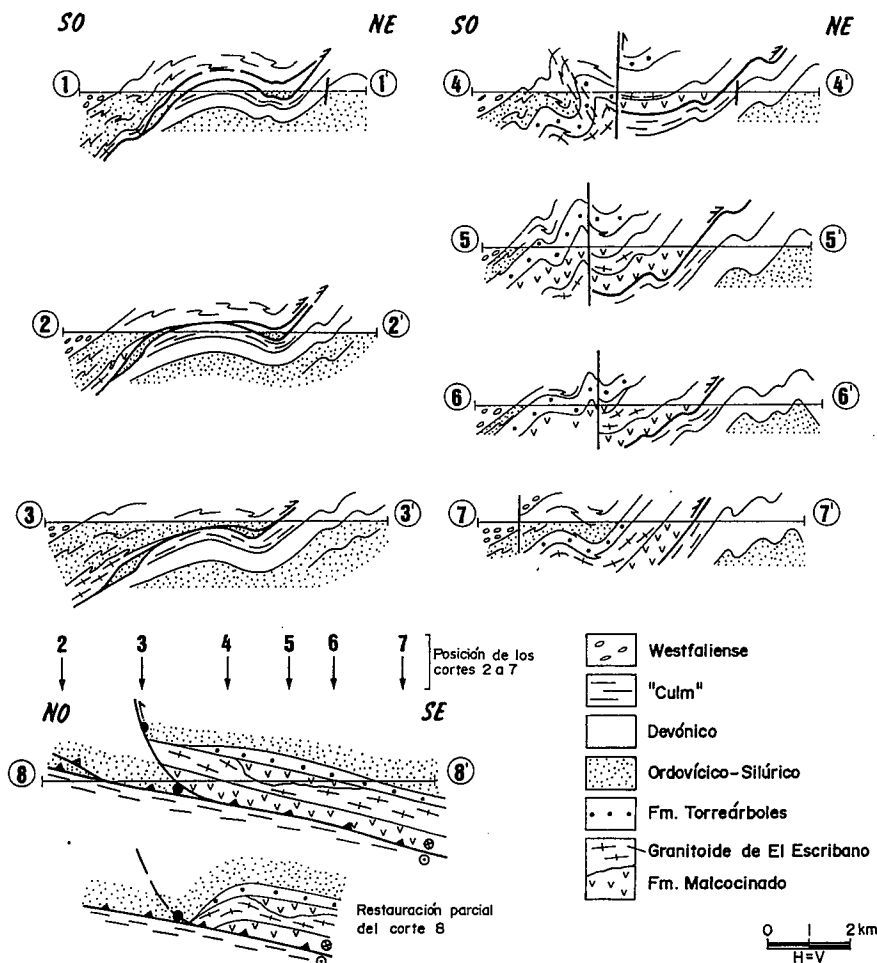 SO NE
1 1'
2 2'
3 3'
SO NE
4 4'
5 5'
6 6'
7 7'
2 3 4 5 6 7
Posición de los
cortes 2 a 7
NO SE
8 8'
Restauración parcial
del corte 8
Westfaliense
"Culm"
Devónico
Ordovícico-Silúrico
Fm. Torreárboles
Granitoide de El Escribano
Fm. Malcocinado
0 1 2 km
H=V